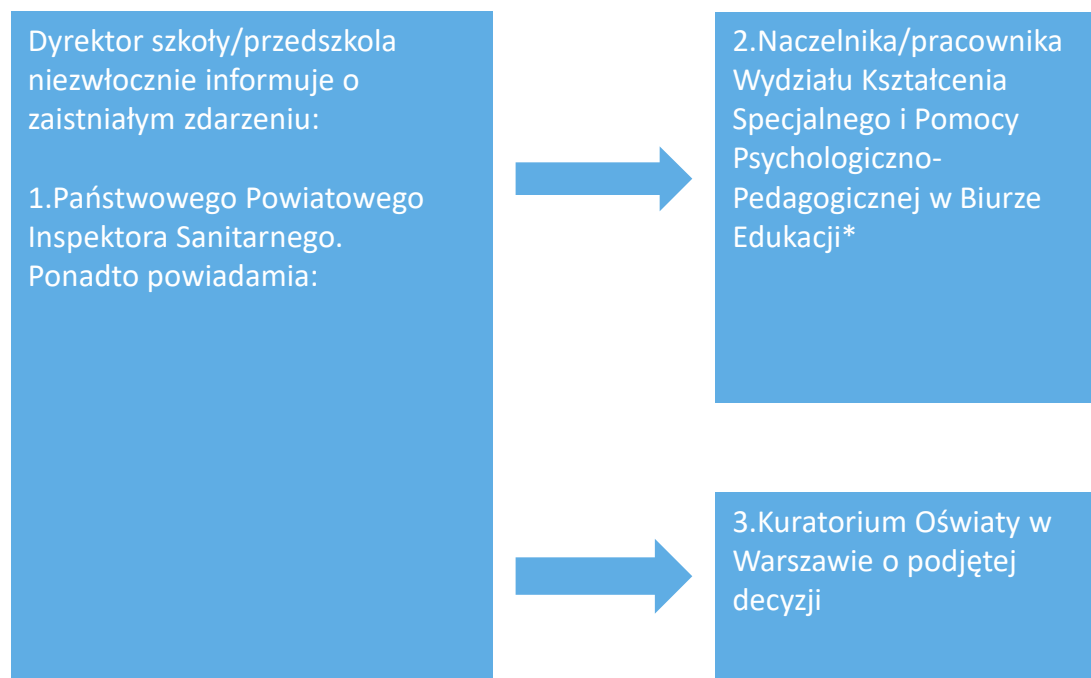 Dyrektor szkoły/przedszkola
niezwłocznie informuje o
zaistniałym zdarzeniu:
1.Państwowego Powiatowego
Inspektora Sanitarnego.
Ponadto powiadamia:
2.Naczelnika/pracownika
Wydziału Kształcenia
Specjalnego i Pomocy
Psychologiczno-
Pedagogicznej w Biurze
Edukacji*
3.Kuratorium Oświaty w
Warszawie o podjętej
decyzji